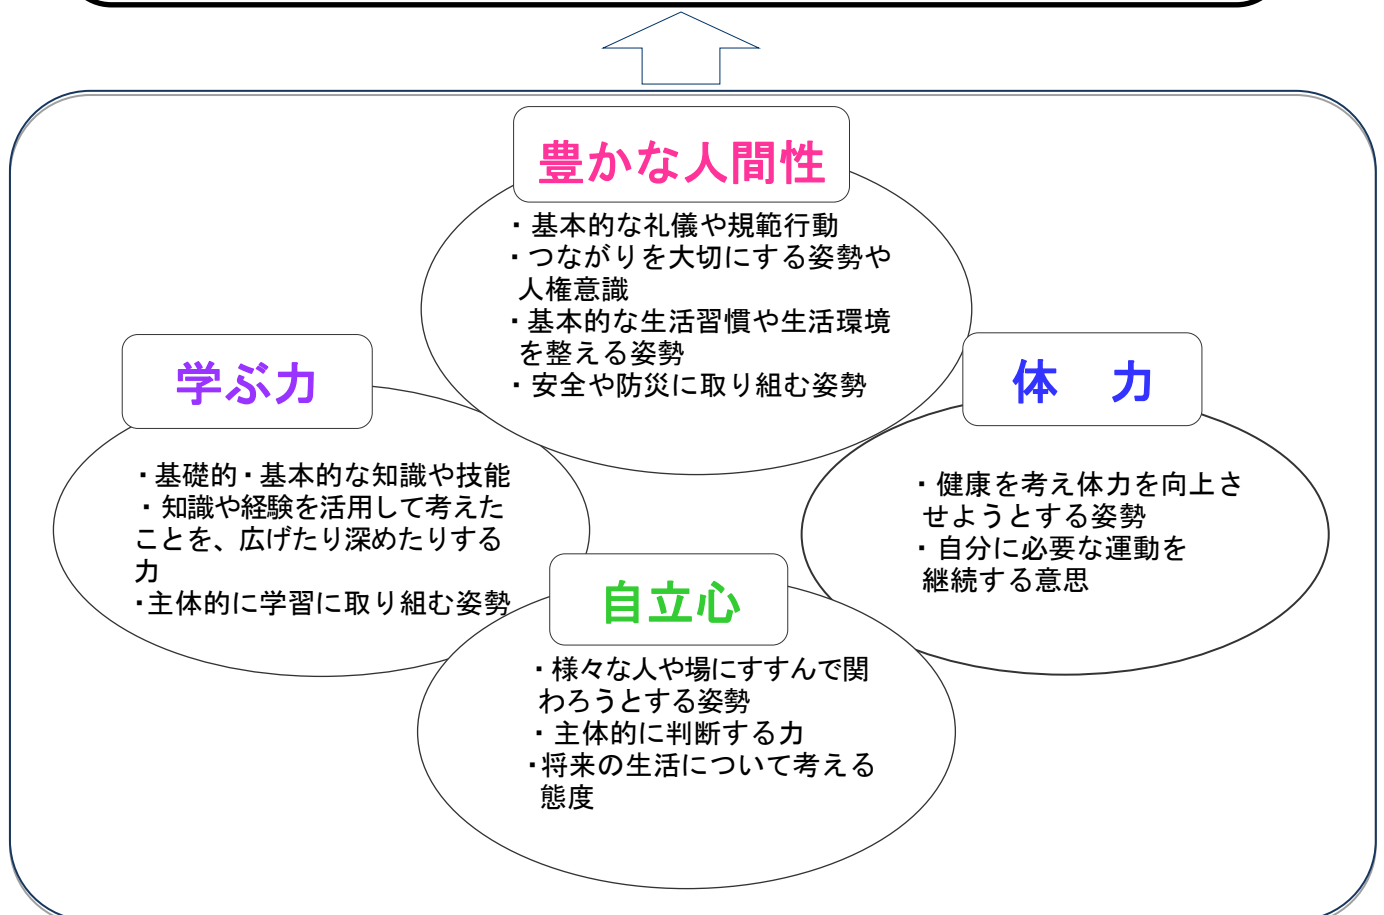 豊かな人間性
・基本的な礼儀や規範行動
・つながりを大切にする姿勢や
人権意識
・基本的な生活習慣や生活環境
を整える姿勢
・安全や防災に取り組む姿勢
学ぶ力
・基礎的・基本的な知識や技能
・知識や経験を活用して考えた
ことを、広げたり深めたりする
力
・主体的に学習に取り組む姿勢
体　力
・健康を考え体力を向上さ
せようとする姿勢
・自分に必要な運動を
継続する意思
自立心
・様々な人や場にすすんで関
わろうとする姿勢
・主体的に判断する力
・将来の生活について考える
態度